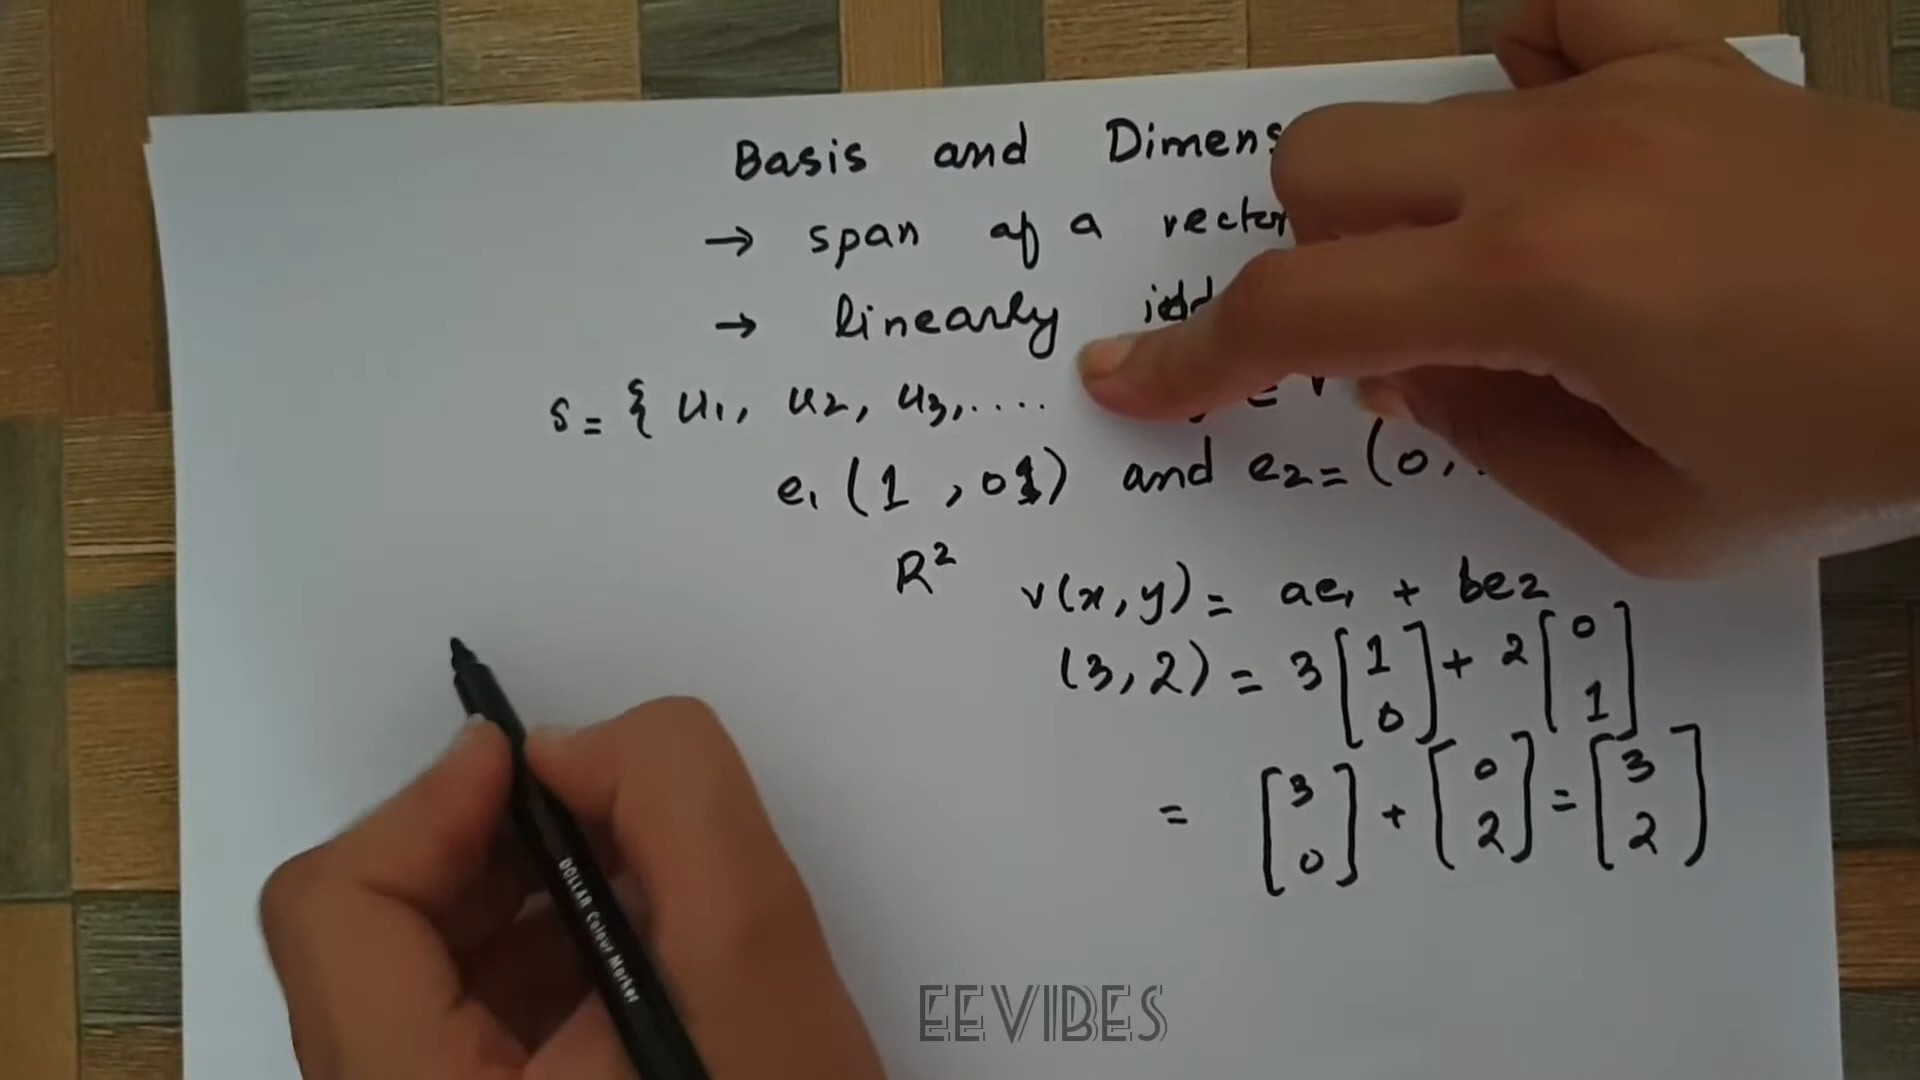 Basis and Dimens
→ span of a vector
→ linearly
S = { u1, u2, u3, ....
e1 (1 , 01) and e2 = (0,
R²
v(x,y) = ae1 + be2
(3,2) = 3 [1 0] + 2 [0 1]
= [3 0] + [0 2] = [3 2]
DOLLAR Colour Marker
EEVIBES